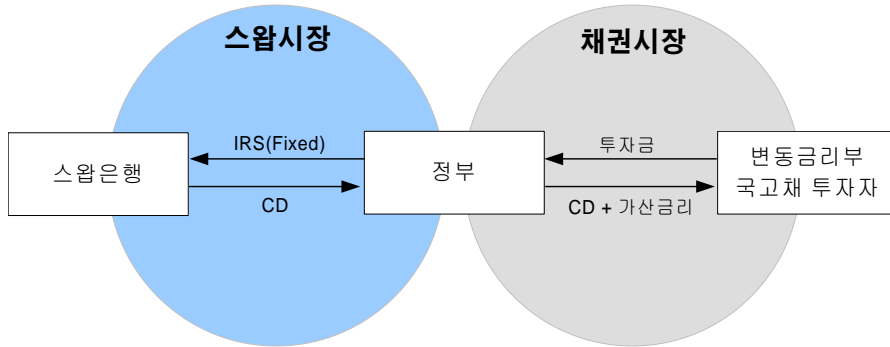 스왑시장
채권시장
스왑은행
IRS(Fixed)
CD
정부
투자금
CD + 가산금리
변동금리부
국고채 투자자